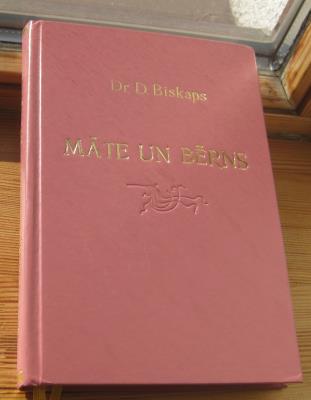 Dr. D. Biskaps
MĀTE UN BĒRNS